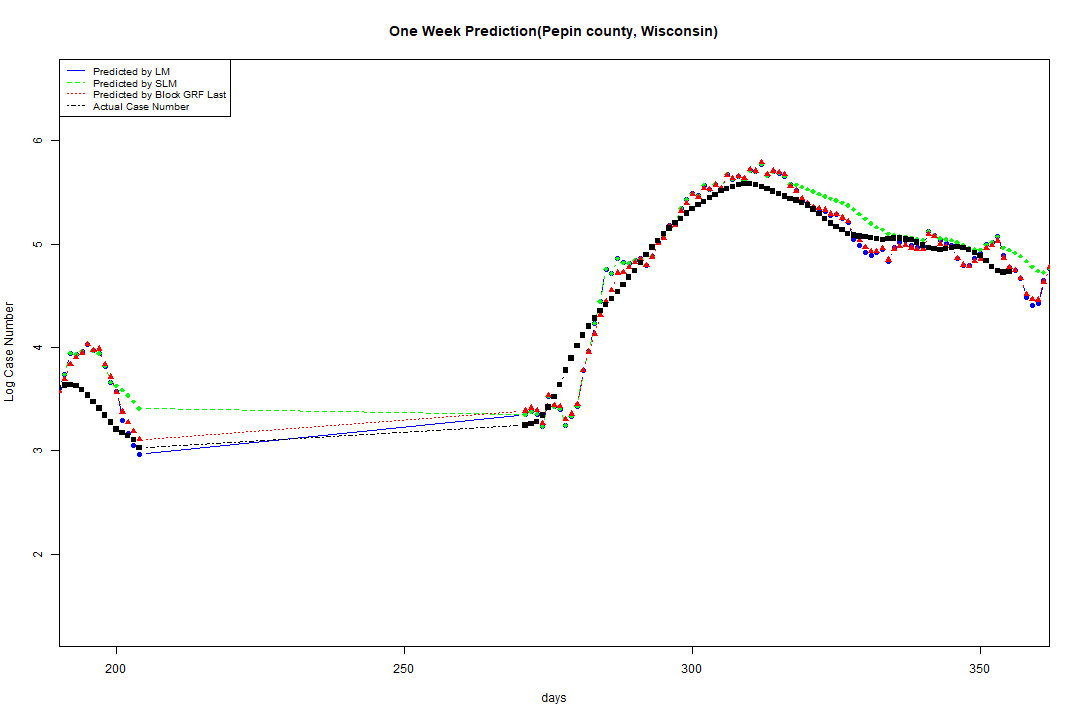 One Week Prediction(Pepin county, Wisconsin)
Predicted by LM
Predicted by SLM
Predicted by Block GRF Last
Actual Case Number
6
5
4
3
2
Log Case Number
200 250 300 350
days